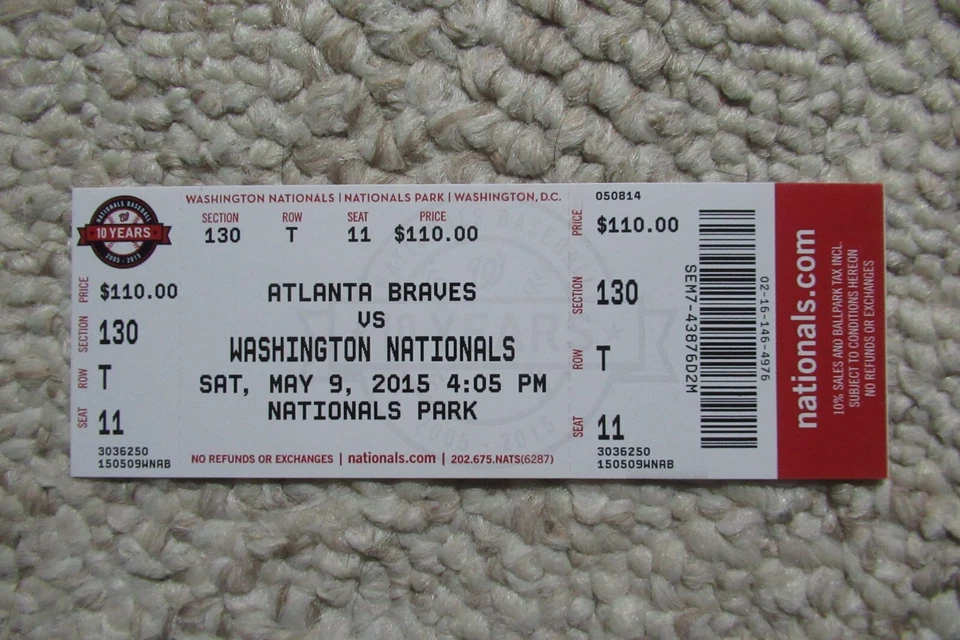 WASHINGTON NATIONALS | NATIONALS PARK | WASHINGTON, D.C.
NATIONALS BASEBALL
W
10 YEARS
2005 - 2015
SECTION ROW SEAT PRICE
130 T 11 $110.00
PRICE $110.00
SECTION 130
ROW T
SEAT 11
3036250
150509WNAB
ATLANTA BRAVES
VS
WASHINGTON NATIONALS
SAT, MAY 9, 2015 4:05 PM
NATIONALS PARK
NO REFUNDS OR EXCHANGES | nationals.com | 202.675.NATS(6287)
050814
PRICE $110.00
SECTION 130
ROW T
SEAT 11
3036250
150509WNAB
SEM7-43876D2M
02-16-146-4976
nationals.com
10% SALES AND BALLPARK TAX INCL.
SUBJECT TO CONDITIONS HEREON
NO REFUNDS OR EXCHANGES